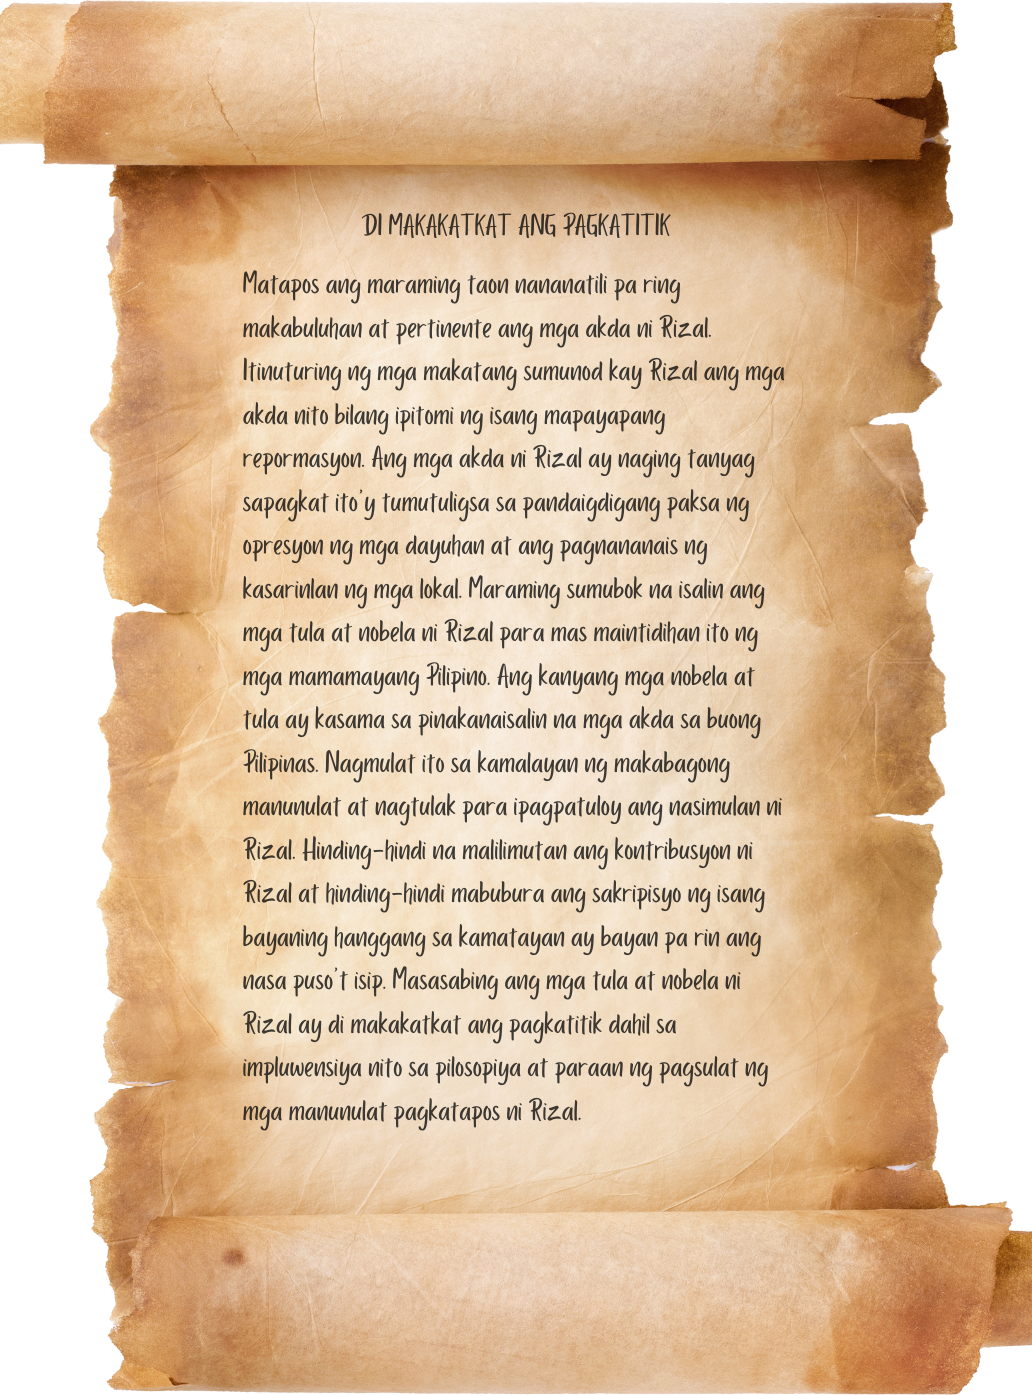 DI MAKAKATKAT ANG PAGKATITIK
Matapos ang maraming taon nananatili pa ring
makabuluhan at pertinente ang mga akda ni Rizal.
Itinuturing ng mga makatang sumunod kay Rizal ang mga
akda nito bilang ipitomi ng isang mapayapang
repormasyon. Ang mga akda ni Rizal ay naging tanyag
sapagkat ito'y tumutuligsa sa pandaigdigang paksa ng
opresyon ng mga dayuhan at ang pagnananais ng
kasarinlan ng mga lokal. Maraming sumubok na isalin ang
mga tula at nobela ni Rizal para mas maintidihan ito ng
mga mamamayang Pilipino. Ang kanyang mga nobela at
tula ay kasama sa pinakanaisalin na mga akda sa buong
Pilipinas. Nagmulat ito sa kamalayan ng makabagong
manunulat at nagtulak para ipagpatuloy ang nasimulan ni
Rizal. Hinding-hindi na malilimutan ang kontribusyon ni
Rizal at hinding-hindi mabubura ang sakripisyo ng isang
bayaning hanggang sa kamatayan ay bayan pa rin ang
nasa puso't isip. Masasabing ang mga tula at nobela ni
Rizal ay di makakatkat ang pagkatitik dahil sa
impluwensiya nito sa pilosopiya at paraan ng pagsulat ng
mga manunulat pagkatapos ni Rizal.